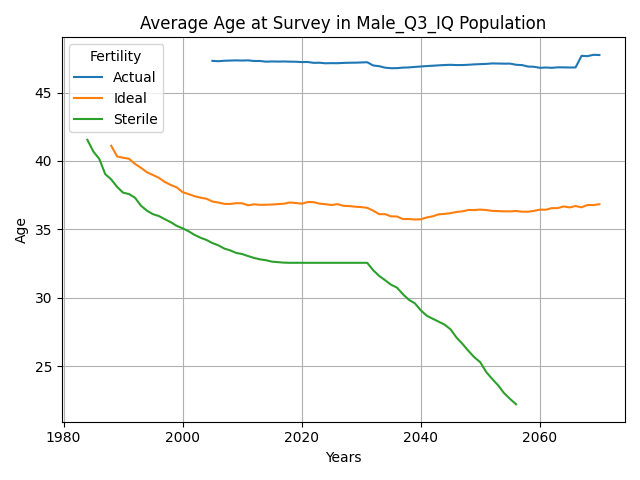 Average Age at Survey in Male_Q3_IQ Population
Fertility
Actual
Ideal
Sterile
45
40
35
30
25
Age
1980
2000
2020
2040
2060
Years